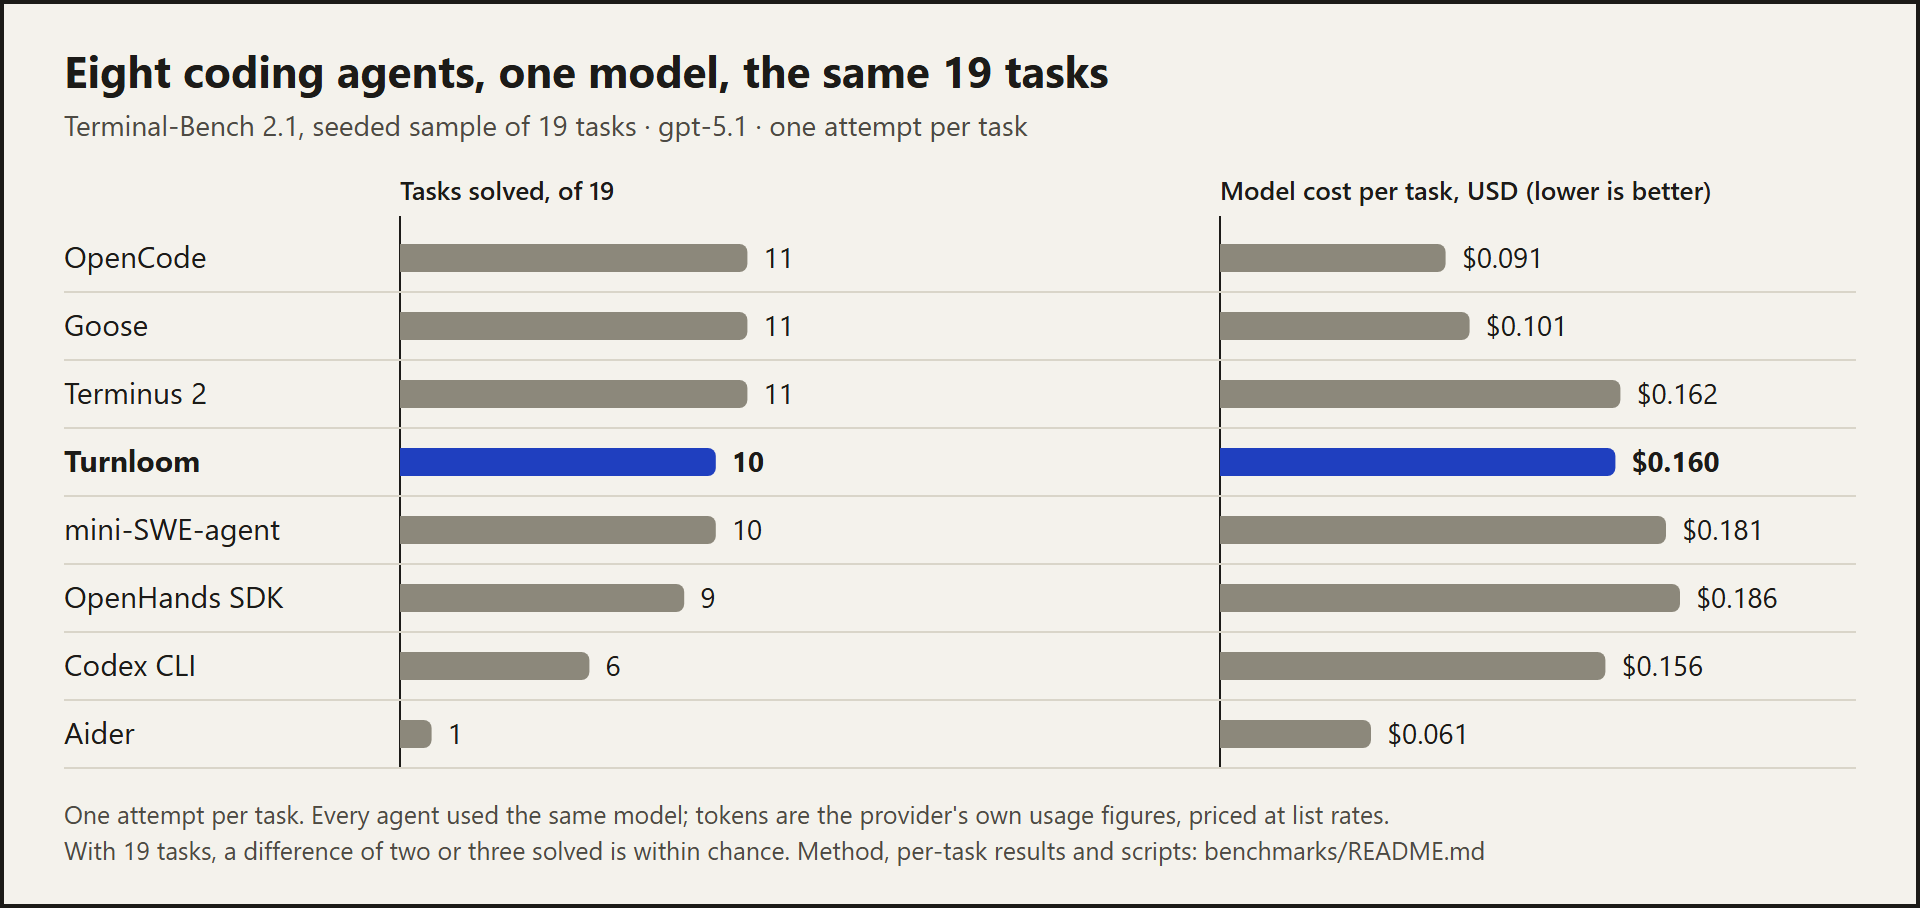 Eight coding agents, one model, the same 19 tasks
Terminal-Bench 2.1, seeded sample of 19 tasks · gpt-5.1 · one attempt per task
Tasks solved, of 19
Model cost per task, USD (lower is better)
OpenCode 11 $0.091
Goose 11 $0.101
Terminus 2 11 $0.162
Turnloom 10 $0.160
mini-SWE-agent 10 $0.181
OpenHands SDK 9 $0.186
Codex CLI 6 $0.156
Aider 1 $0.061
One attempt per task. Every agent used the same model; tokens are the provider's own usage figures, priced at list rates.
With 19 tasks, a difference of two or three solved is within chance. Method, per-task results and scripts: benchmarks/README.md